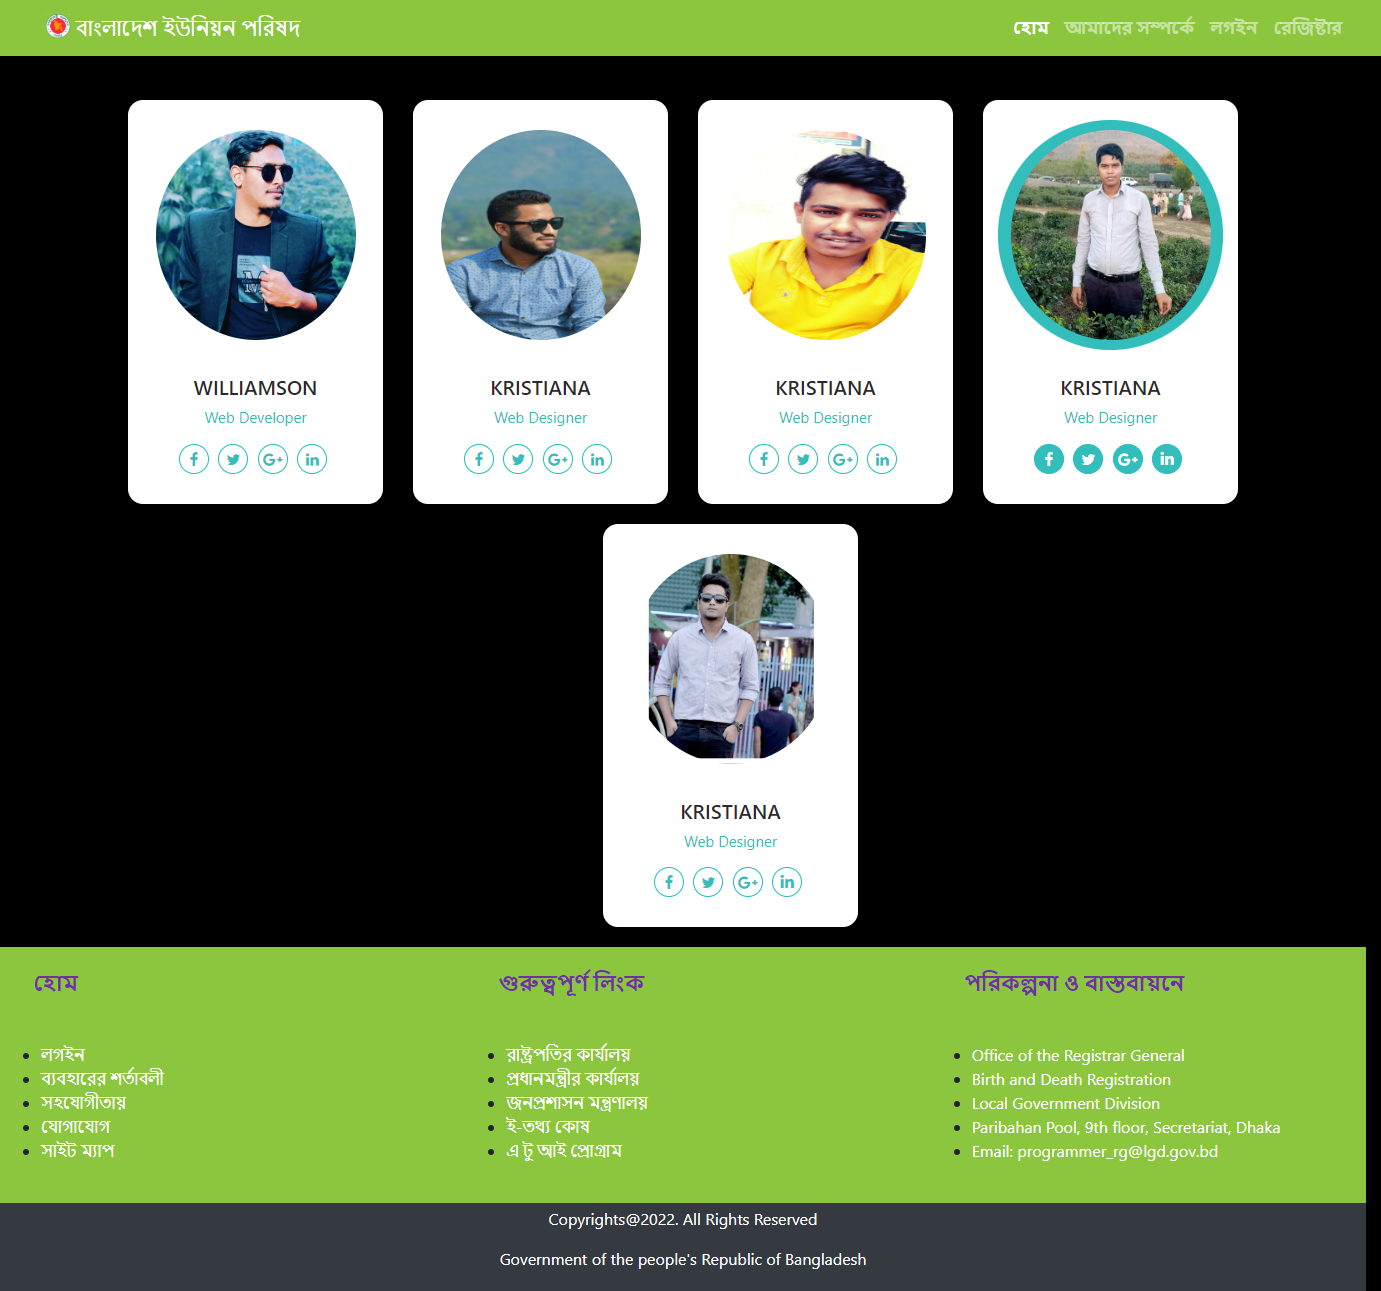 বাংলাদেশ ইউনিয়ন পরিষদ
হোম আমাদের সম্পর্কে লগইন রেজিষ্টার
WILLIAMSON
Web Developer
KRISTIANA
Web Designer
KRISTIANA
Web Designer
KRISTIANA
Web Designer
KRISTIANA
Web Designer
হোম
লগইন
ব্যবহারের শর্তাবলী
সহযোগীতায়
যোগাযোগ
সাইট ম্যাপ
গুরুত্বপূর্ণ লিংক
রাষ্ট্রপতির কার্যালয়
প্রধানমন্ত্রীর কার্যালয়
জনপ্রশাসন মন্ত্রণালয়
ই-তথ্য কোষ
এ টু আই প্রোগ্রাম
পরিকল্পনা ও বাস্তবায়নে
Office of the Registrar General
Birth and Death Registration
Local Government Division
Paribahan Pool, 9th floor, Secretariat, Dhaka
Email: programmer_rg@lgd.gov.bd
Copyrights@2022. All Rights Reserved
Government of the people's Republic of Bangladesh